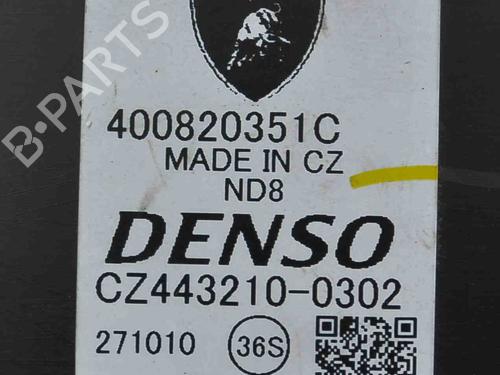 B-PARTS
400820351C
MADE IN CZ
ND8
DENSO
CZ443210-0302
271010 36S